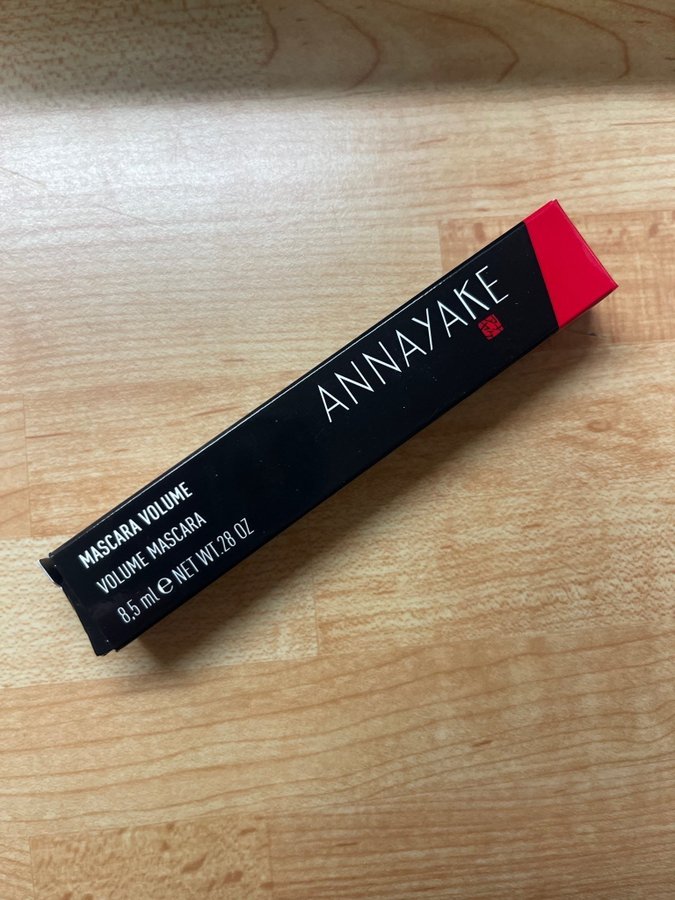 ANNAYAKE
MASCARA VOLUME
VOLUME MASCARA
8,5 ml ℮ NET WT.28 OZ